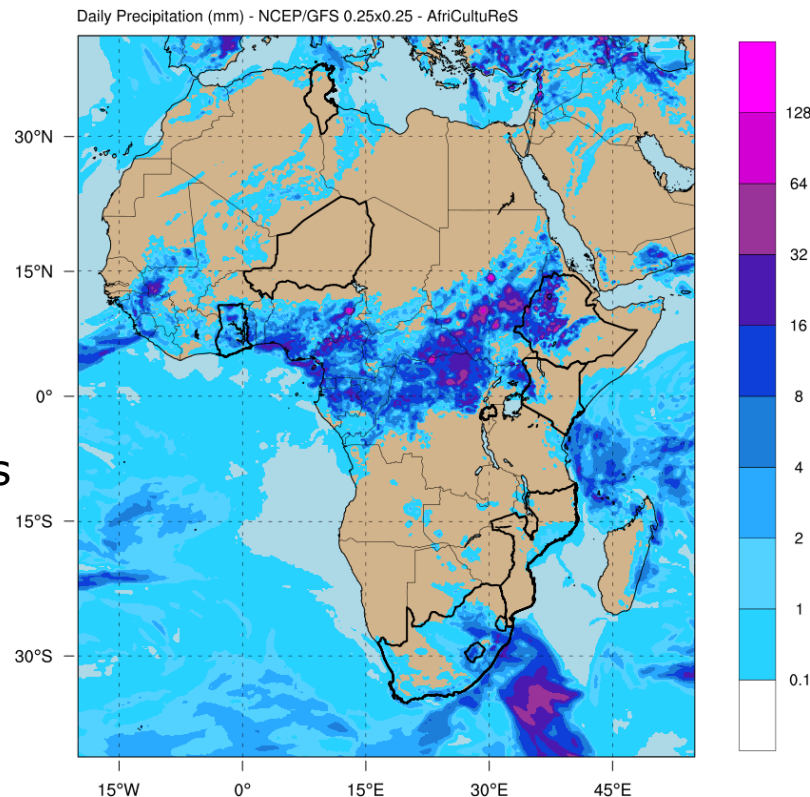 Daily Precipitation (mm) - NCEP/GFS 0.25x0.25 - AfriCultuReS
128
64
32
16
8
4
2
1
0.1
30°N
15°N
0°
15°S
30°S
15°W
0°
15°E
30°E
45°E
s